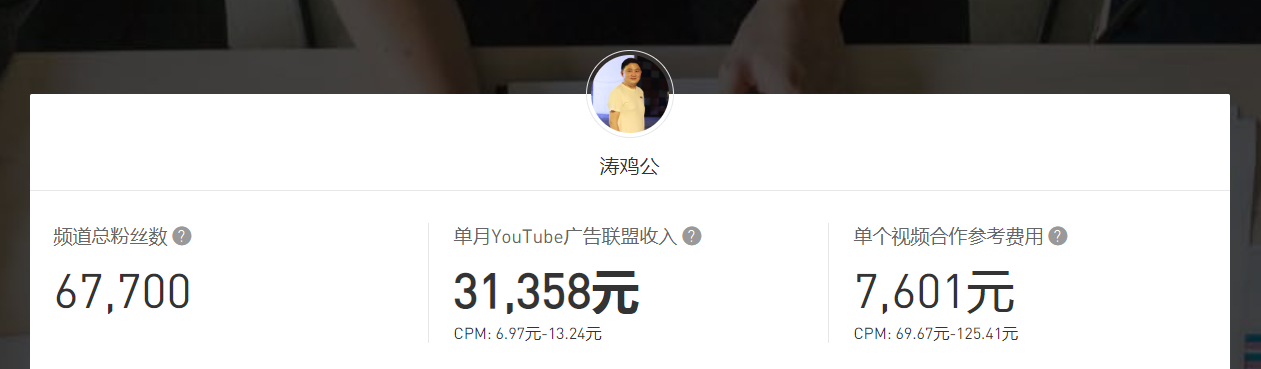 涛鸡公
频道总粉丝数 ?
67,700
单月YouTube广告联盟收入 ?
31,358元
CPM: 6.97元-13.24元
单个视频合作参考费用 ?
7,601元
CPM: 69.67元-125.41元